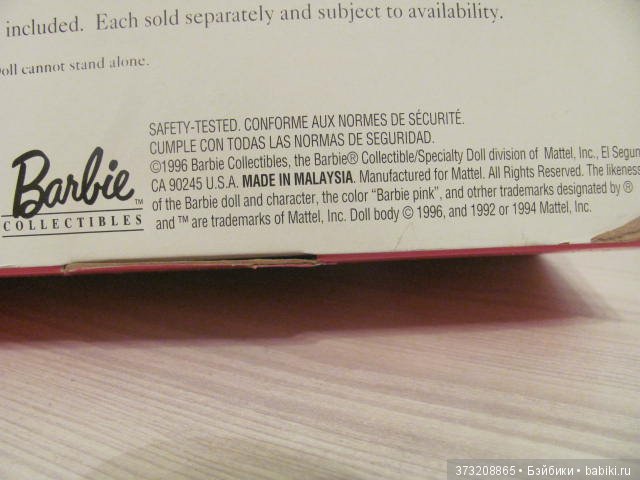 included. Each sold separately and subject to availability.
oll cannot stand alone.
SAFETY-TESTED. CONFORME AUX NORMES DE SÉCURITÉ.
CUMPLE CON TODAS LAS NORMAS DE SEGURIDAD.
©1996 Barbie Collectibles, the Barbie® Collectible/Specialty Doll division of Mattel, Inc., El Segun
CA 90245 U.S.A. MADE IN MALAYSIA. Manufactured for Mattel. All Rights Reserved. The likeness
of the Barbie doll and character, the color “Barbie pink”, and otrher trademarks designated by ®
and ™ are trademarks of Mattel, Inc. Doll body © 1996, and 1992 or 1994 Mattel, Inc.
Barbie™
COLLECTIBLES
373208865 • Бэйбики • babiki.ru